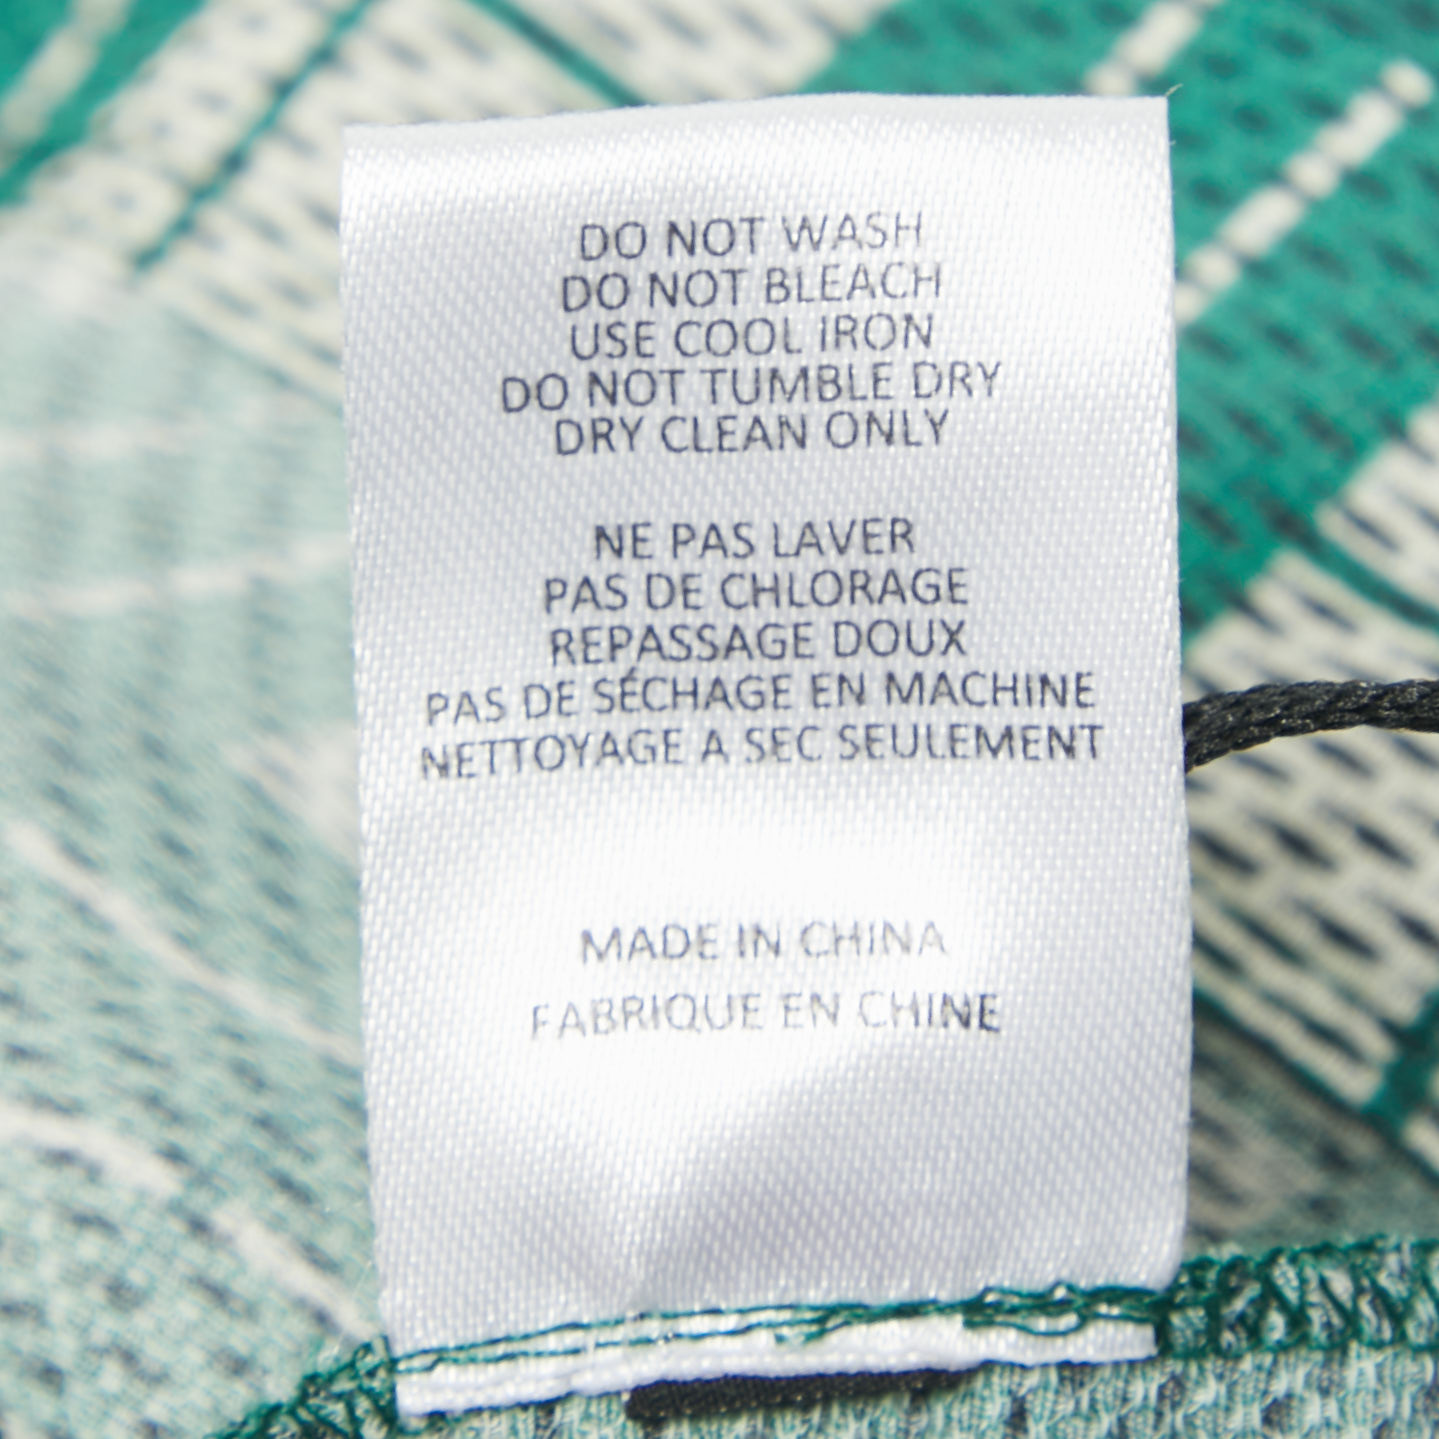 DO NOT WASH
DO NOT BLEACH
USE COOL IRON
DO NOT TUMBLE DRY
DRY CLEAN ONLY
NE PAS LAVER
PAS DE CHLORAGE
REPASSAGE DOUX
PAS DE SÉCHAGE EN MACHINE
NETTOYAGE A SEC SEULEMENT
MADE IN CHINA
FABRIQUE EN CHINE